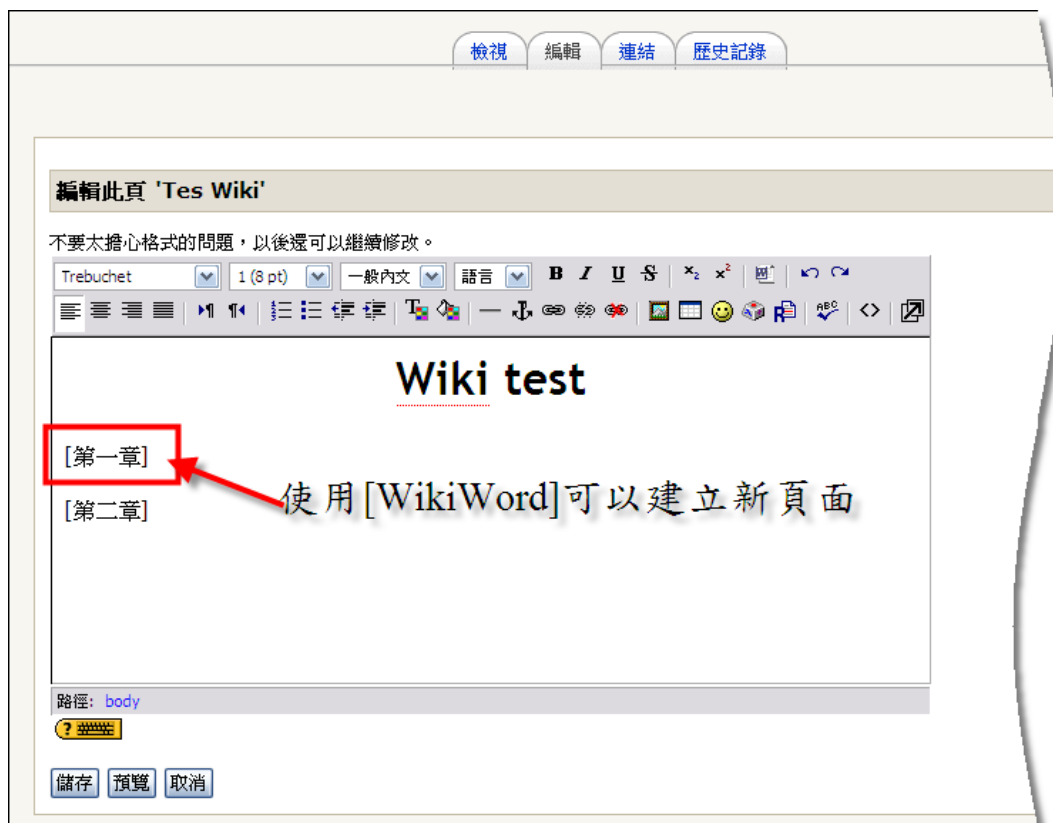 檢視 編輯 連結 歷史記錄
編輯此頁 'Tes Wiki'
不要太擔心格式的問題，以後還可以繼續修改。
Trebuchet 1 (8 pt) 一般內文 語言 B I U S x₂ x²
ABC <>
Wiki test
[第一章]
使用[WikiWord]可以建立新頁面
[第二章]
路徑: body
?
儲存 預覽 取消